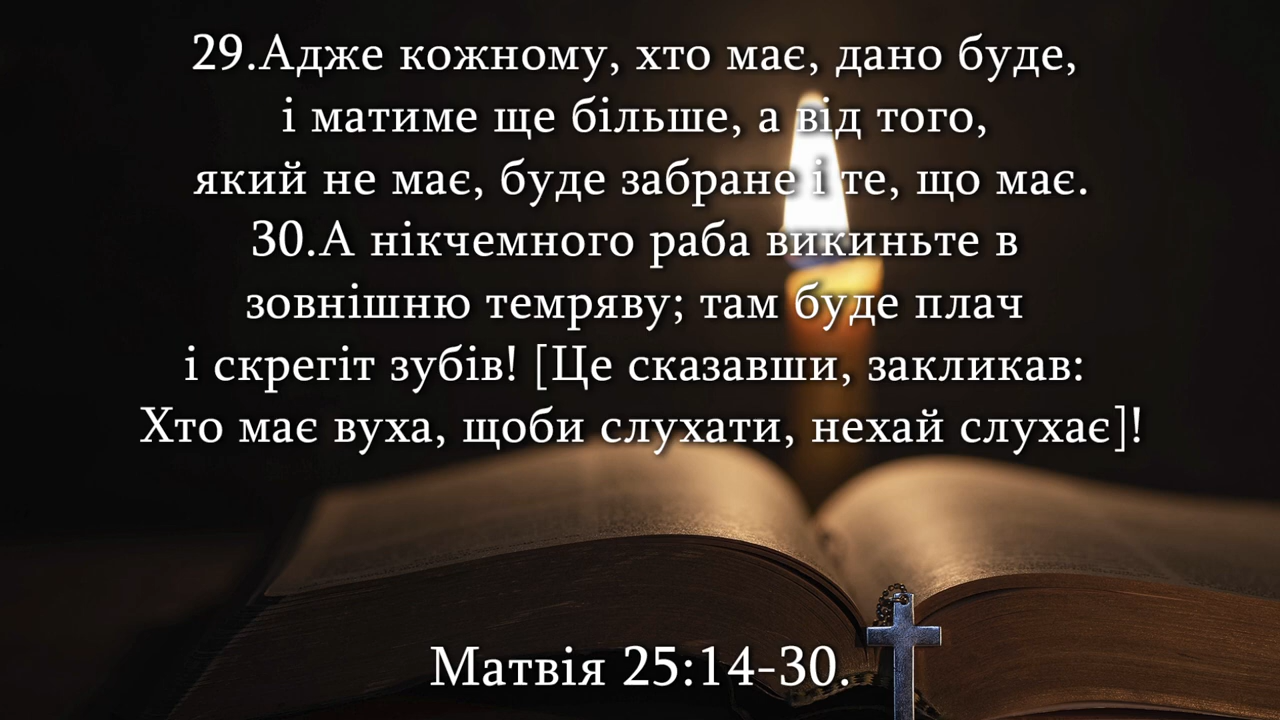 29.Адже кожному, хто має, дано буде,
і матиме ще більше, а від того,
який не має, буде забране і те, що має.
30.А нікчемного раба викиньте в
зовнішню темряву; там буде плач
і скрегіт зубів! [Це сказавши, закликав:
Хто має вуха, щоби слухати, нехай слухає]!
Матвія 25:14-30.